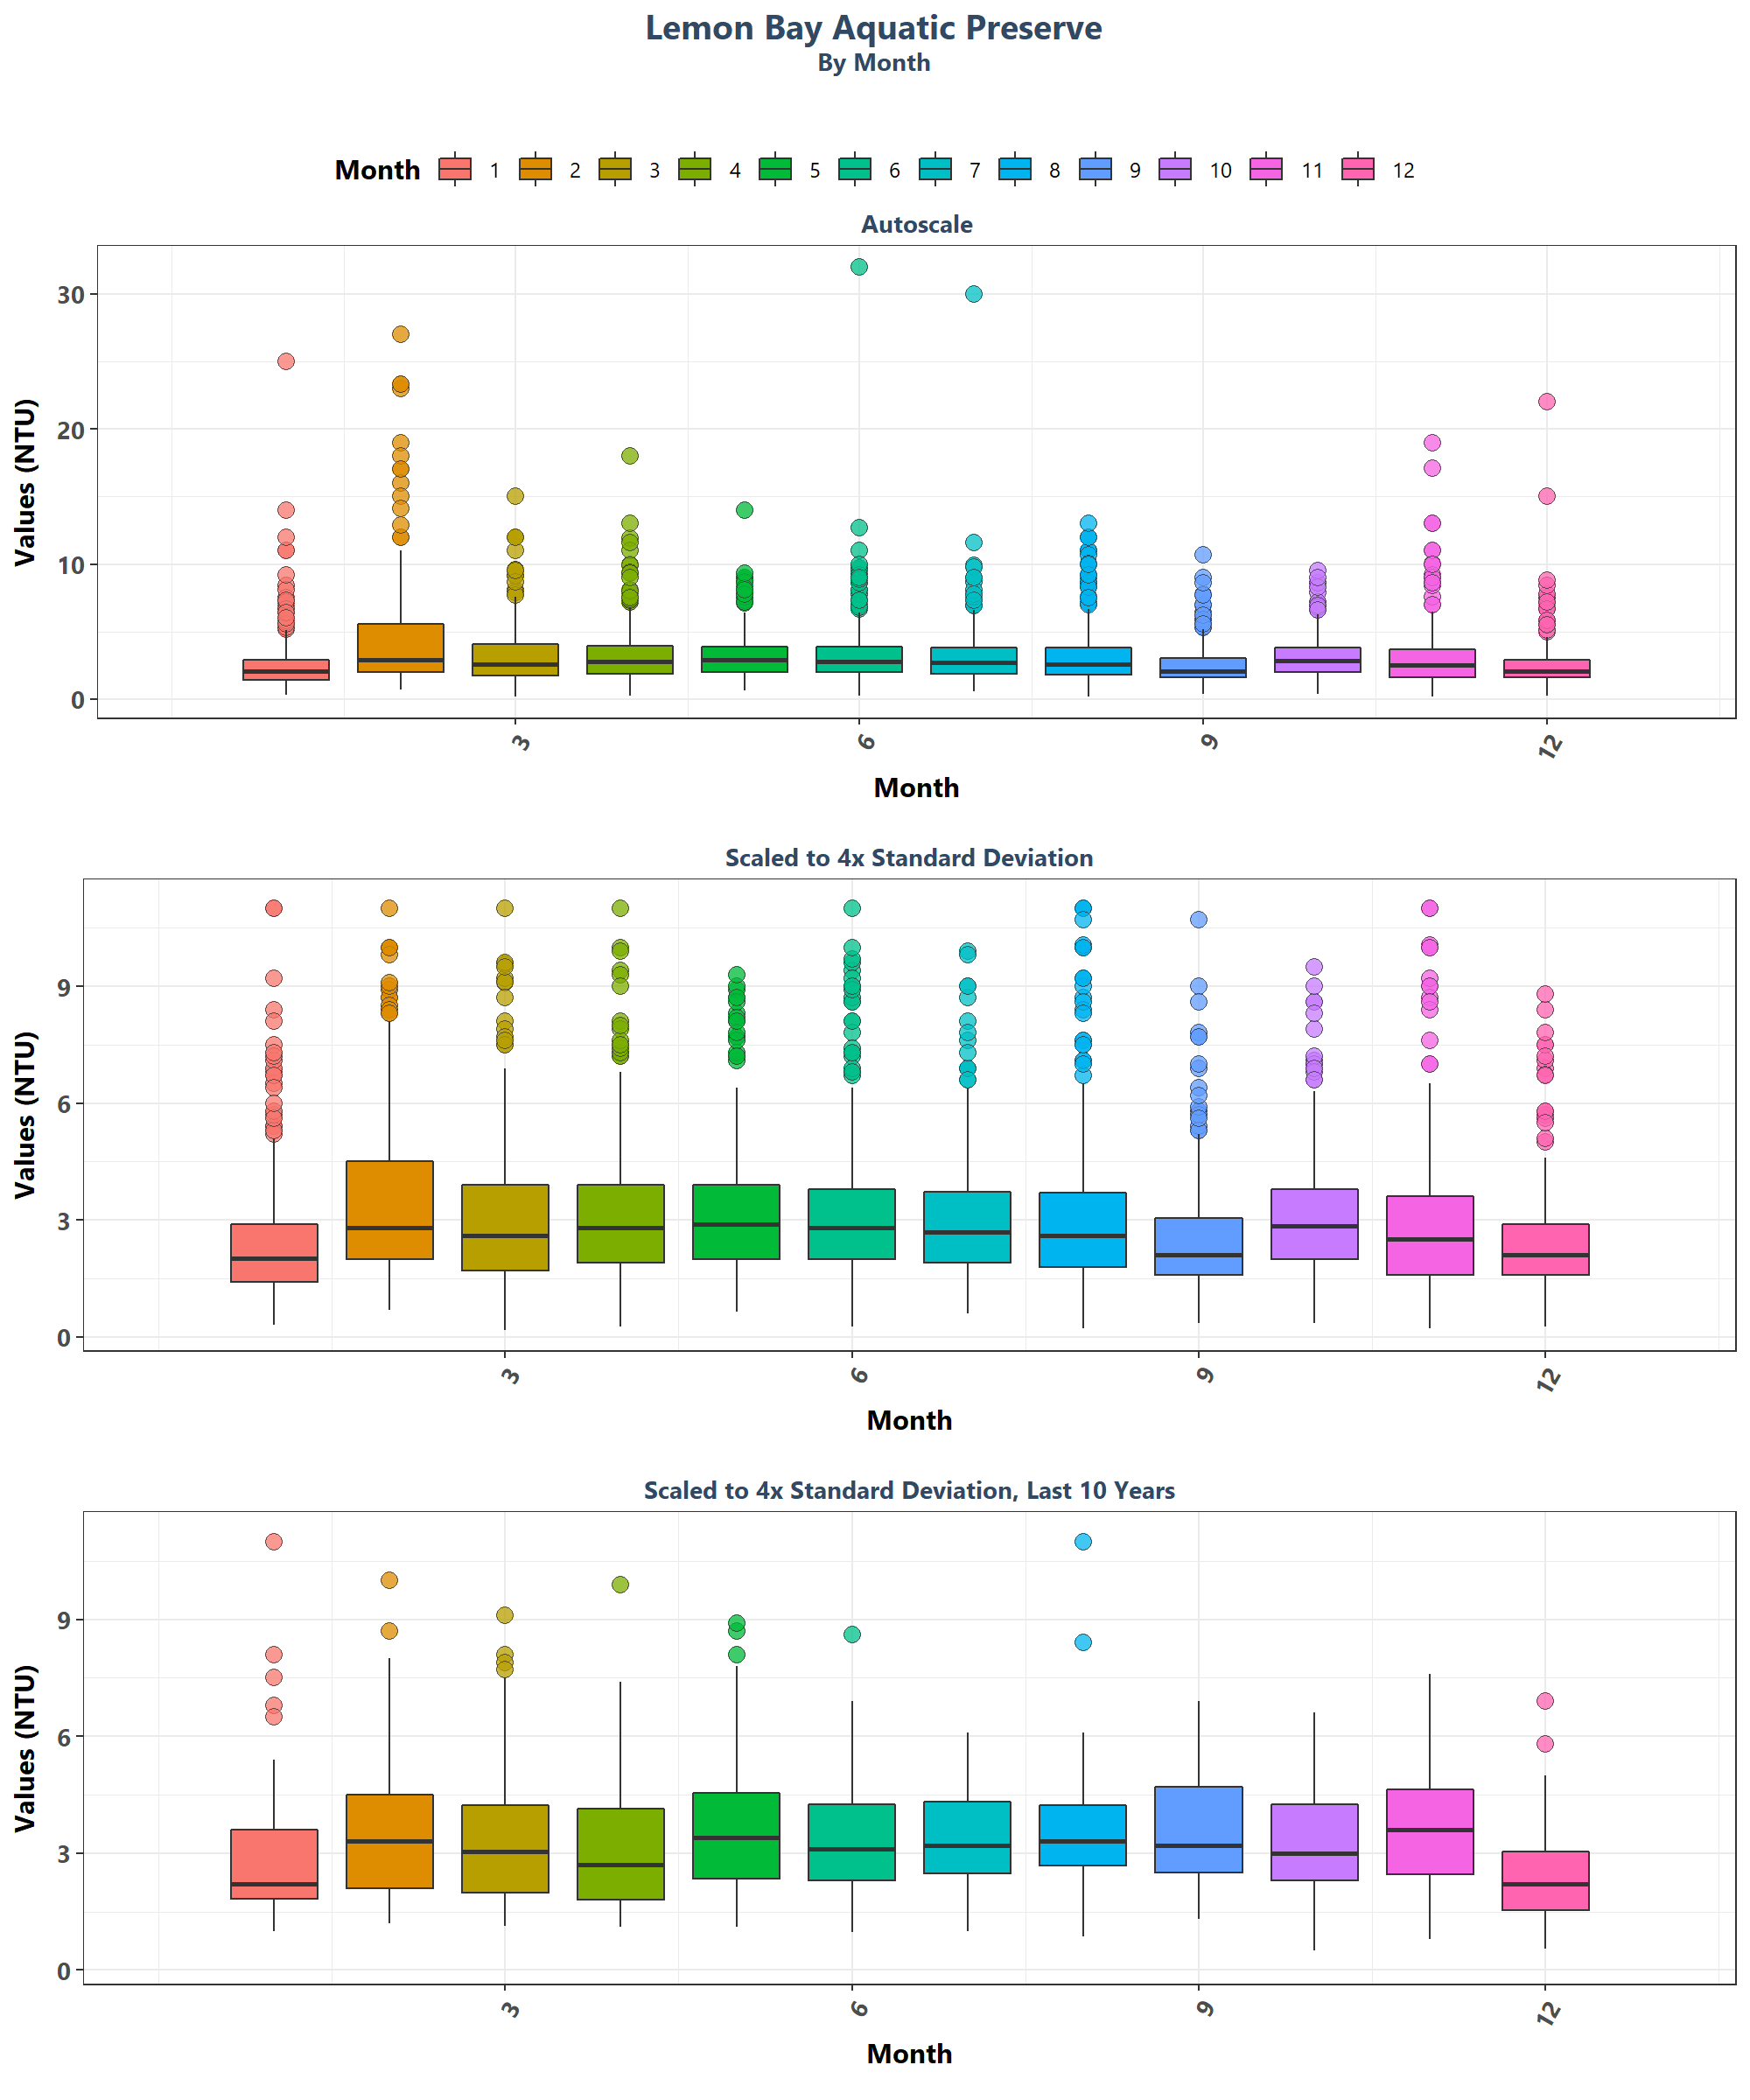 Lemon Bay Aquatic Preserve
By Month
Month 1 2 3 4 5 6 7 8 9 10 11 12
Autoscale
Values (NTU)
30
20
10
0
3 6 9 12
Month
Scaled to 4x Standard Deviation
Values (NTU)
9
6
3
0
3 6 9 12
Month
Scaled to 4x Standard Deviation, Last 10 Years
Values (NTU)
9
6
3
0
3 6 9 12
Month